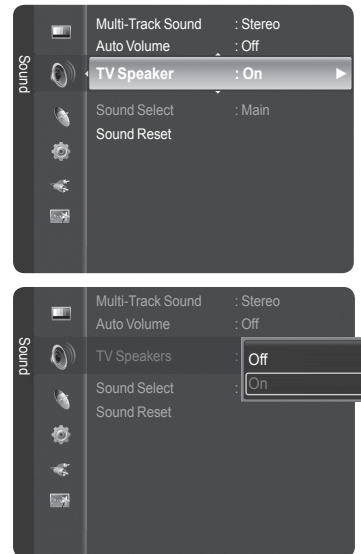 Sound
Multi-Track Sound : Stereo
Auto Volume : Off
TV Speaker : On
Sound Select : Main
Sound Reset
Sound
Multi-Track Sound : Stereo
Auto Volume : Off
TV Speakers :
Off
On
Sound Select :
Sound Reset